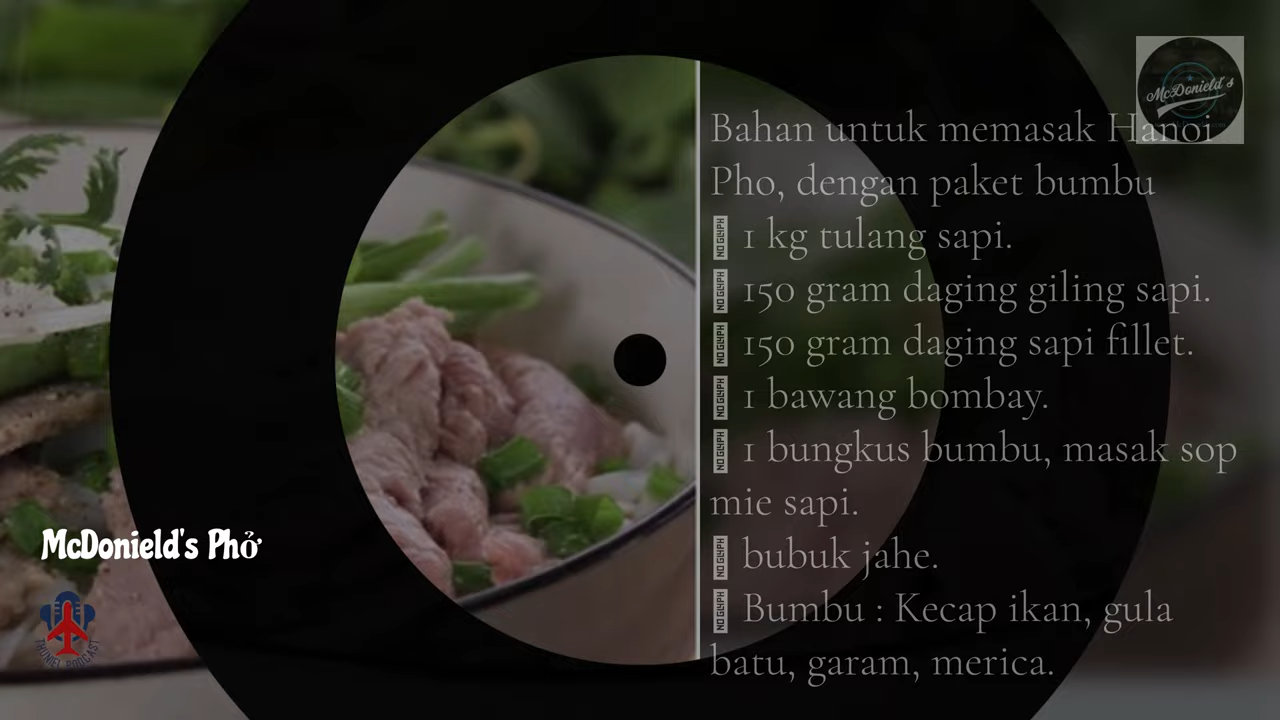 McDonield's
Bahan untuk memasak Hanoi
Pho, dengan paket bumbu
1 kg tulang sapi.
150 gram daging giling sapi.
150 gram daging sapi fillet.
1 bawang bombay.
1 bungkus bumbu, masak sop
mie sapi.
bubuk jahe.
Bumbu : Kecap ikan, gula
batu, garam, merica.
McDonield's Phở